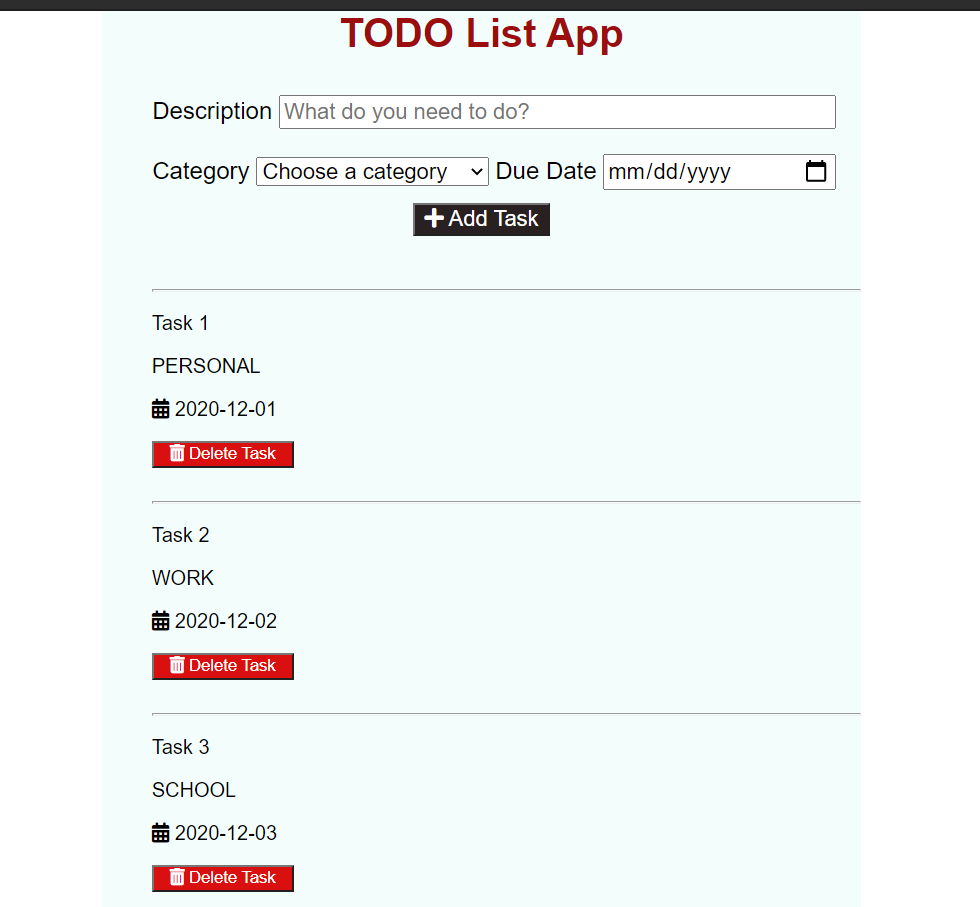 TODO List App
Description What do you need to do?
Category Choose a category Due Date mm/dd/yyyy
Add Task
Task 1
PERSONAL
2020-12-01
Delete Task
Task 2
WORK
2020-12-02
Delete Task
Task 3
SCHOOL
2020-12-03
Delete Task